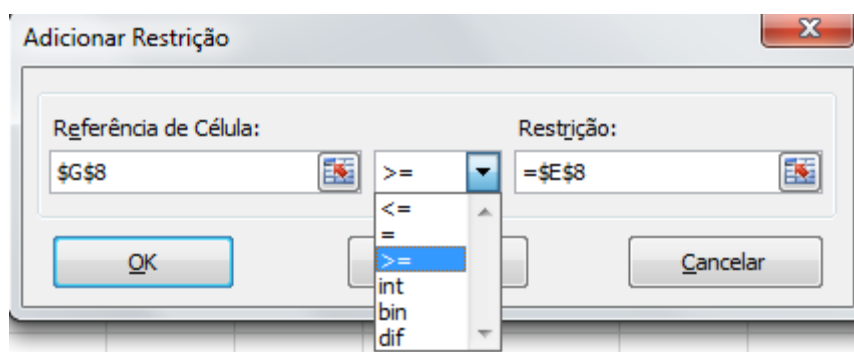 Adicionar Restrição
Referência de Célula:
Restrição:
$G$8
>=
=$E$8
<=
=
>=
int
bin
dif
OK
Cancelar